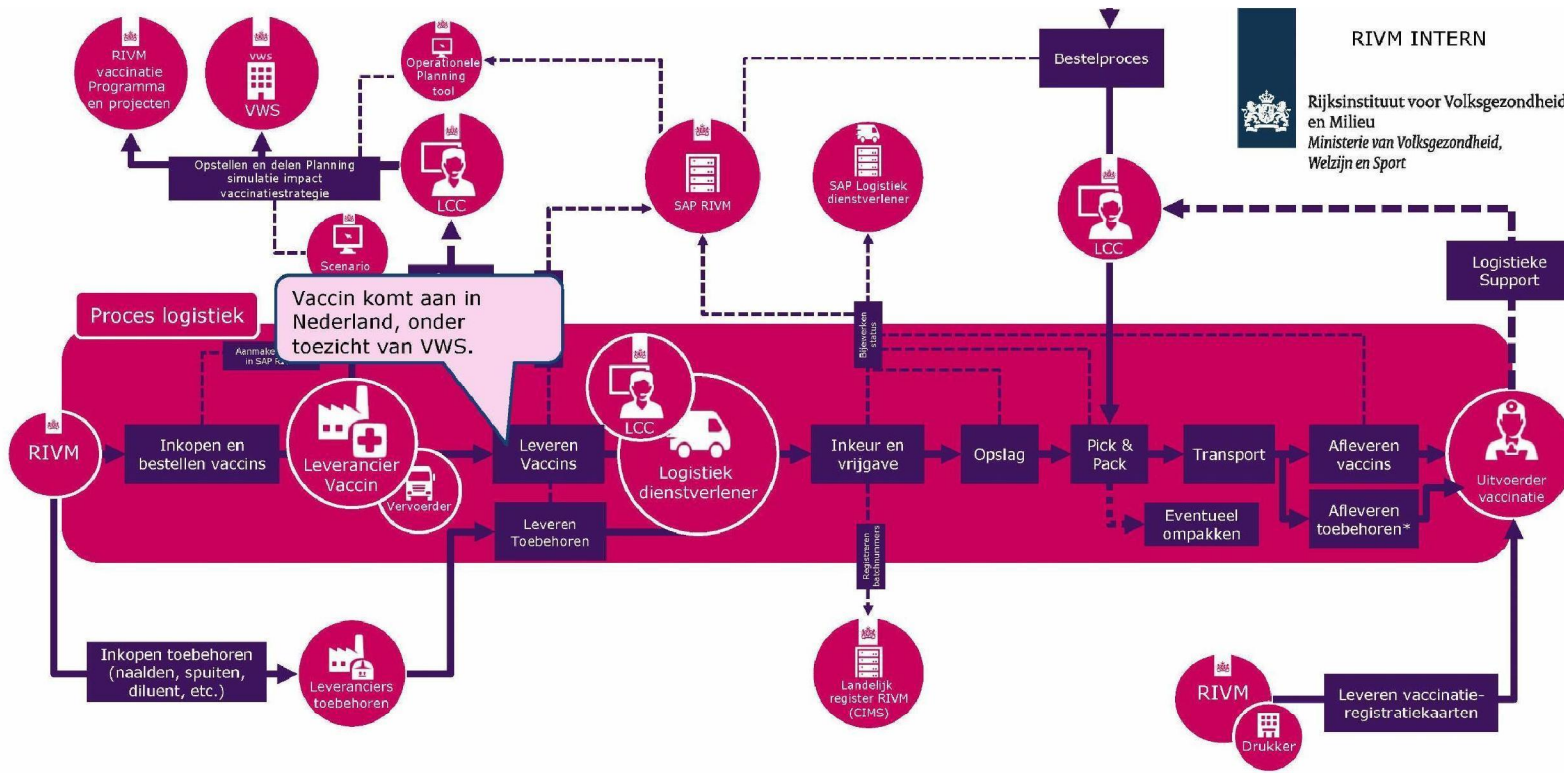 RIVM
vaccinatie
Programma
en projecten
vws
VWS
Operationele
Planning
tool
Opstellen en delen Planning
simulatie impact
vaccinatiestrategie
LCC
Scenario
SAP RIVM
SAP Logistiek
dienstverlener
Bestelproces
LCC
RIVM INTERN
Rijksinstituut voor Volksgezondheid
en Milieu
Ministerie van Volksgezondheid,
Welzijn en Sport
Logistieke
Support
Proces logistiek
Vaccin komt aan in
Nederland, onder
toezicht van VWS.
Aanmake
in SAP
Bijewerken
status
RIVM
Inkopen en
bestellen vaccins
Leverancier
Vaccin
Vervoerder
Leveren
Vaccins
Leveren
Toebehoren
LCC
Logistiek
dienstverlener
Inkeur en
vrijgave
Opslag
Pick &
Pack
Transport
Afleveren
vaccins
Eventueel
ompakken
Afleveren
toebehoren*
Uitvoerder
vaccinatie
Registreren
batchnummers
Inkopen toebehoren
(naalden, spuiten,
diluent, etc.)
Leveranciers
toebehoren
Landelijk
register RIVM
(CIMS)
RIVM
Drukker
Leveren vaccinatie-
registratiekaarten